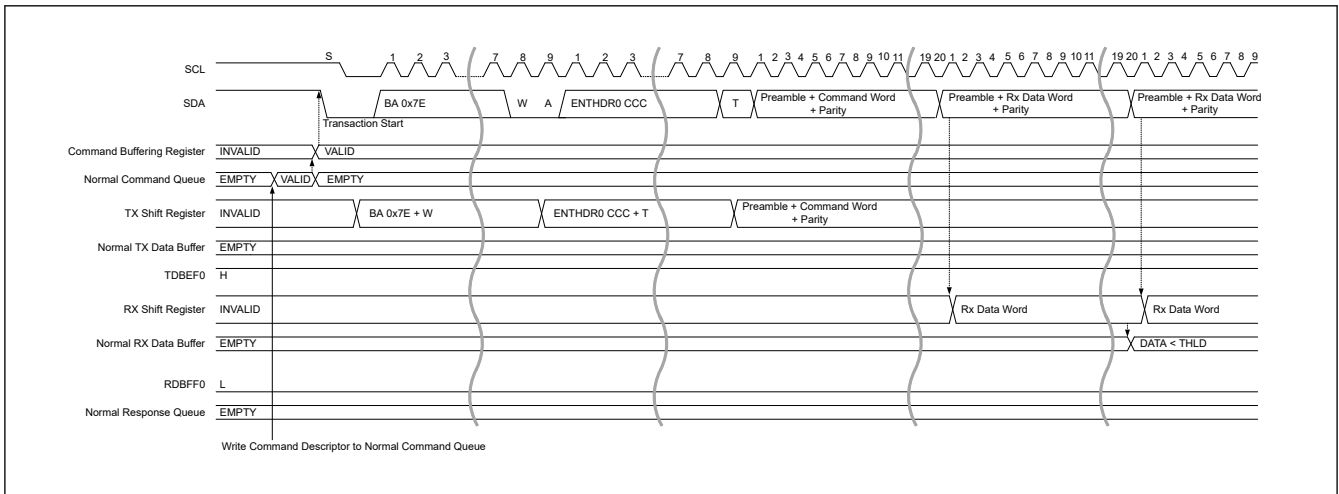 S
SCL 1 2 3 7 8 9 1 2 3 7 8 9 1 2 3 4 5 6 7 8 9 10 11 19 20 1 2 3 4 5 6 7 8 9 10 11 19 20 1 2 3 4 5 6 7 8 9
SDA BA 0x7E W A ENTHDR0 CCC T Preamble + Command Word + Parity Preamble + Rx Data Word + Parity Preamble + Rx Data Word + Parity
Transaction Start
Command Buffering Register INVALID VALID
Normal Command Queue EMPTY VALID EMPTY
TX Shift Register INVALID BA 0x7E + W ENTHDR0 CCC + T Preamble + Command Word + Parity
Normal TX Data Buffer EMPTY
TDBEF0 H
RX Shift Register INVALID Rx Data Word Rx Data Word
Normal RX Data Buffer EMPTY DATA < THLD
RDBFF0 L
Normal Response Queue EMPTY
Write Command Descriptor to Normal Command Queue